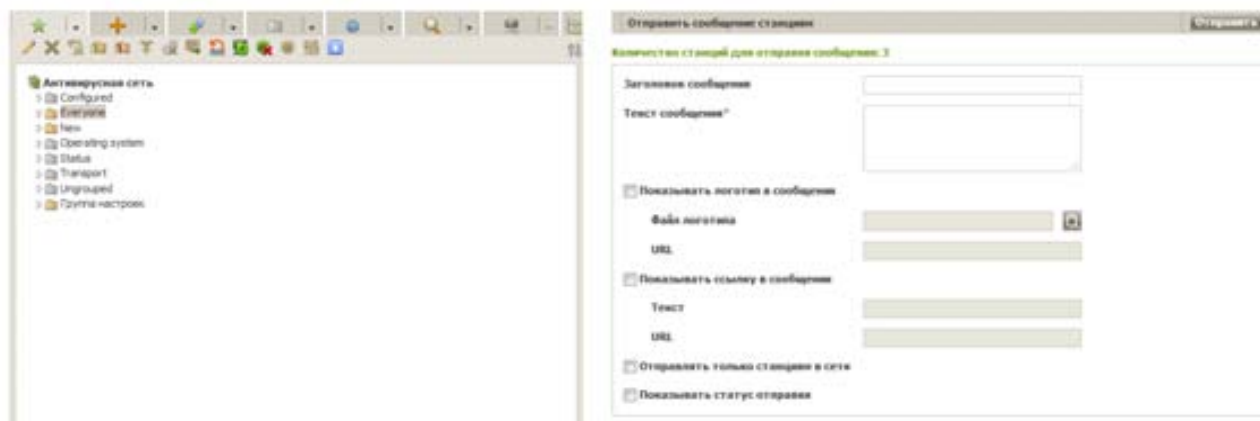 Антивирусная сеть
Configured
Everyone
New
Operating system
Status
Transport
Ungrouped
Группа настроек
Отправить сообщение станциям
Отправить
Количество станций для отправки сообщения: 3
Заголовок сообщения
Текст сообщения*
Показывать логотип в сообщении
Файл логотипа
URL
Показывать ссылку в сообщении
Текст
URL
Отправлять только станциям в сети
Показывать статус отправки